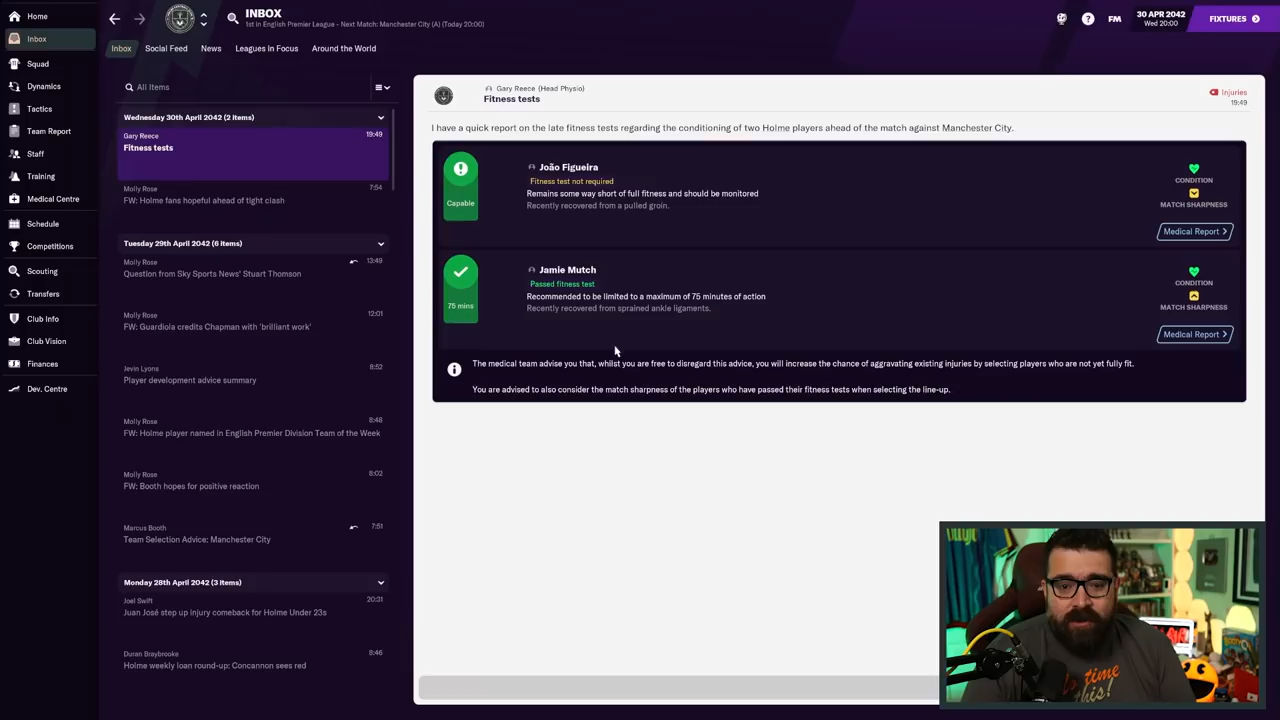 Home
Inbox
Squad
Dynamics
Tactics
Team Report
Staff
Training
Medical Centre
Schedule
Competitions
Scouting
Transfers
Club Info
Club Vision
Finances
Dev. Centre
INBOX
1st in English Premier League - Next Match: Manchester City (A) (Today 20:00)
FM
30 APR 2042
Wed 20:00
FIXTURES
Inbox
Social Feed
News
Leagues in Focus
Around the World
All Items
Wednesday 30th April 2042 (2 items)
Gary Reece
19:49
Fitness tests
Molly Rose
7:54
FW: Holme fans hopeful ahead of tight clash
Tuesday 29th April 2042 (6 items)
Molly Rose
13:49
Question from Sky Sports News' Stuart Thomson
Molly Rose
12:01
FW: Guardiola credits Chapman with 'brilliant work'
Jevin Lyons
8:52
Player development advice summary
Molly Rose
8:48
FW: Holme player named in English Premier Division Team of the Week
Molly Rose
8:02
FW: Booth hopes for positive reaction
Marcus Booth
7:51
Team Selection Advice: Manchester City
Monday 28th April 2042 (3 items)
Joel Swift
20:31
Juan José step up injury comeback for Holme Under 23s
Duran Braybrooke
8:46
Holme weekly loan round-up: Concannon sees red
Gary Reece (Head Physio)
Fitness tests
Injuries
19:49
I have a quick report on the late fitness tests regarding the conditioning of two Holme players ahead of the match against Manchester City.
Capable
João Figueira
Fitness test not required
Remains some way short of full fitness and should be monitored
Recently recovered from a pulled groin.
CONDITION
MATCH SHARPNESS
Medical Report
75 mins
Jamie Mutch
Passed fitness test
Recommended to be limited to a maximum of 75 minutes of action
Recently recovered from sprained ankle ligaments.
CONDITION
MATCH SHARPNESS
Medical Report
The medical team advise you that, whilst you are free to disregard this advice, you will increase the chance of aggravating existing injuries by selecting players who are not yet fully fit.
You are advised to also consider the match sharpness of the players who have passed their fitness tests when selecting the line-up.
time
this!